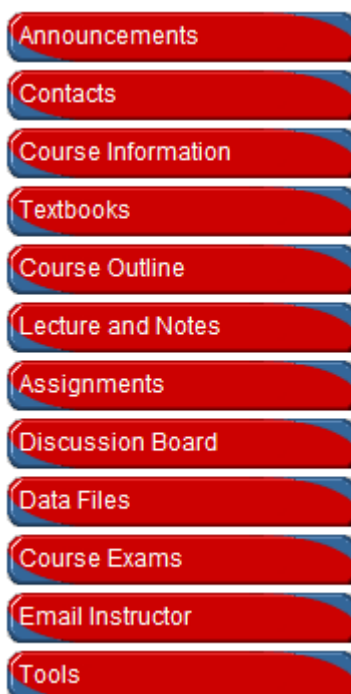 Announcements
Contacts
Course Information
Textbooks
Course Outline
Lecture and Notes
Assignments
Discussion Board
Data Files
Course Exams
Email Instructor
Tools